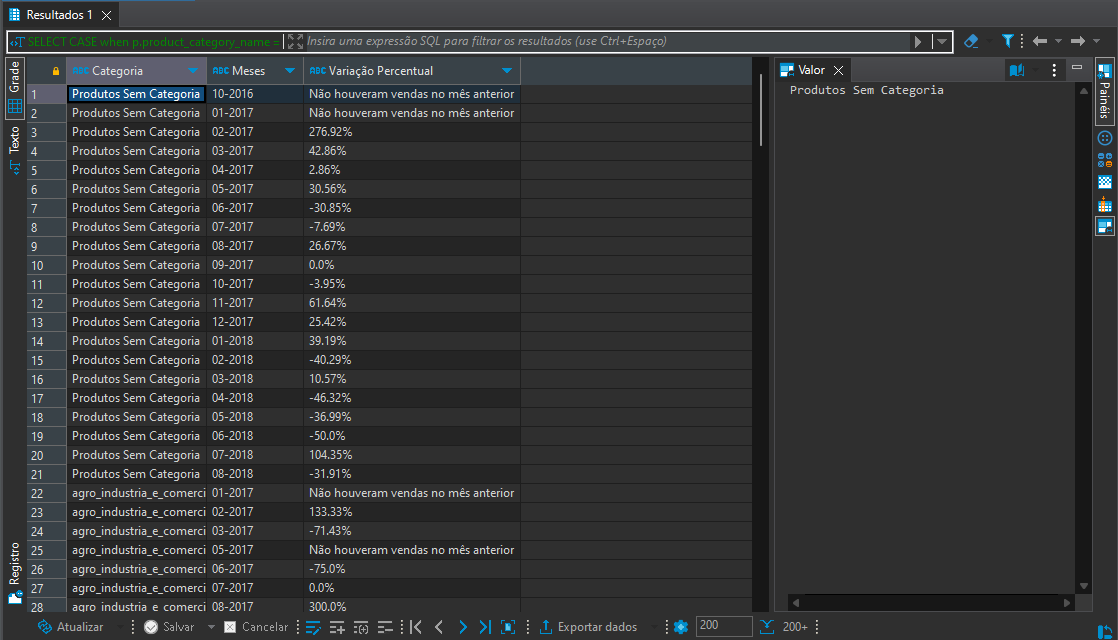 Resultados 1
SELECT CASE when p.product_category_name = Insira uma expressão SQL para filtrar os resultados (use Ctrl+Espaço)
Grade
Texto
Registro
ABC Categoria ABC Meses ABC Variação Percentual
1 Produtos Sem Categoria 10-2016 Não houveram vendas no mês anterior
2 Produtos Sem Categoria 01-2017 Não houveram vendas no mês anterior
3 Produtos Sem Categoria 02-2017 276.92%
4 Produtos Sem Categoria 03-2017 42.86%
5 Produtos Sem Categoria 04-2017 2.86%
6 Produtos Sem Categoria 05-2017 30.56%
7 Produtos Sem Categoria 06-2017 -30.85%
8 Produtos Sem Categoria 07-2017 -7.69%
9 Produtos Sem Categoria 08-2017 26.67%
10 Produtos Sem Categoria 09-2017 0.0%
11 Produtos Sem Categoria 10-2017 -3.95%
12 Produtos Sem Categoria 11-2017 61.64%
13 Produtos Sem Categoria 12-2017 25.42%
14 Produtos Sem Categoria 01-2018 39.19%
15 Produtos Sem Categoria 02-2018 -40.29%
16 Produtos Sem Categoria 03-2018 10.57%
17 Produtos Sem Categoria 04-2018 -46.32%
18 Produtos Sem Categoria 05-2018 -36.99%
19 Produtos Sem Categoria 06-2018 -50.0%
20 Produtos Sem Categoria 07-2018 104.35%
21 Produtos Sem Categoria 08-2018 -31.91%
22 agro_industria_e_comerci 01-2017 Não houveram vendas no mês anterior
23 agro_industria_e_comerci 02-2017 133.33%
24 agro_industria_e_comerci 03-2017 -71.43%
25 agro_industria_e_comerci 05-2017 Não houveram vendas no mês anterior
26 agro_industria_e_comerci 06-2017 -75.0%
27 agro_industria_e_comerci 07-2017 0.0%
28 agro_industria_e_comerci 08-2017 300.0%
Valor
Produtos Sem Categoria
Painéis
Atualizar Salvar Cancelar Exportar dados 200 200+